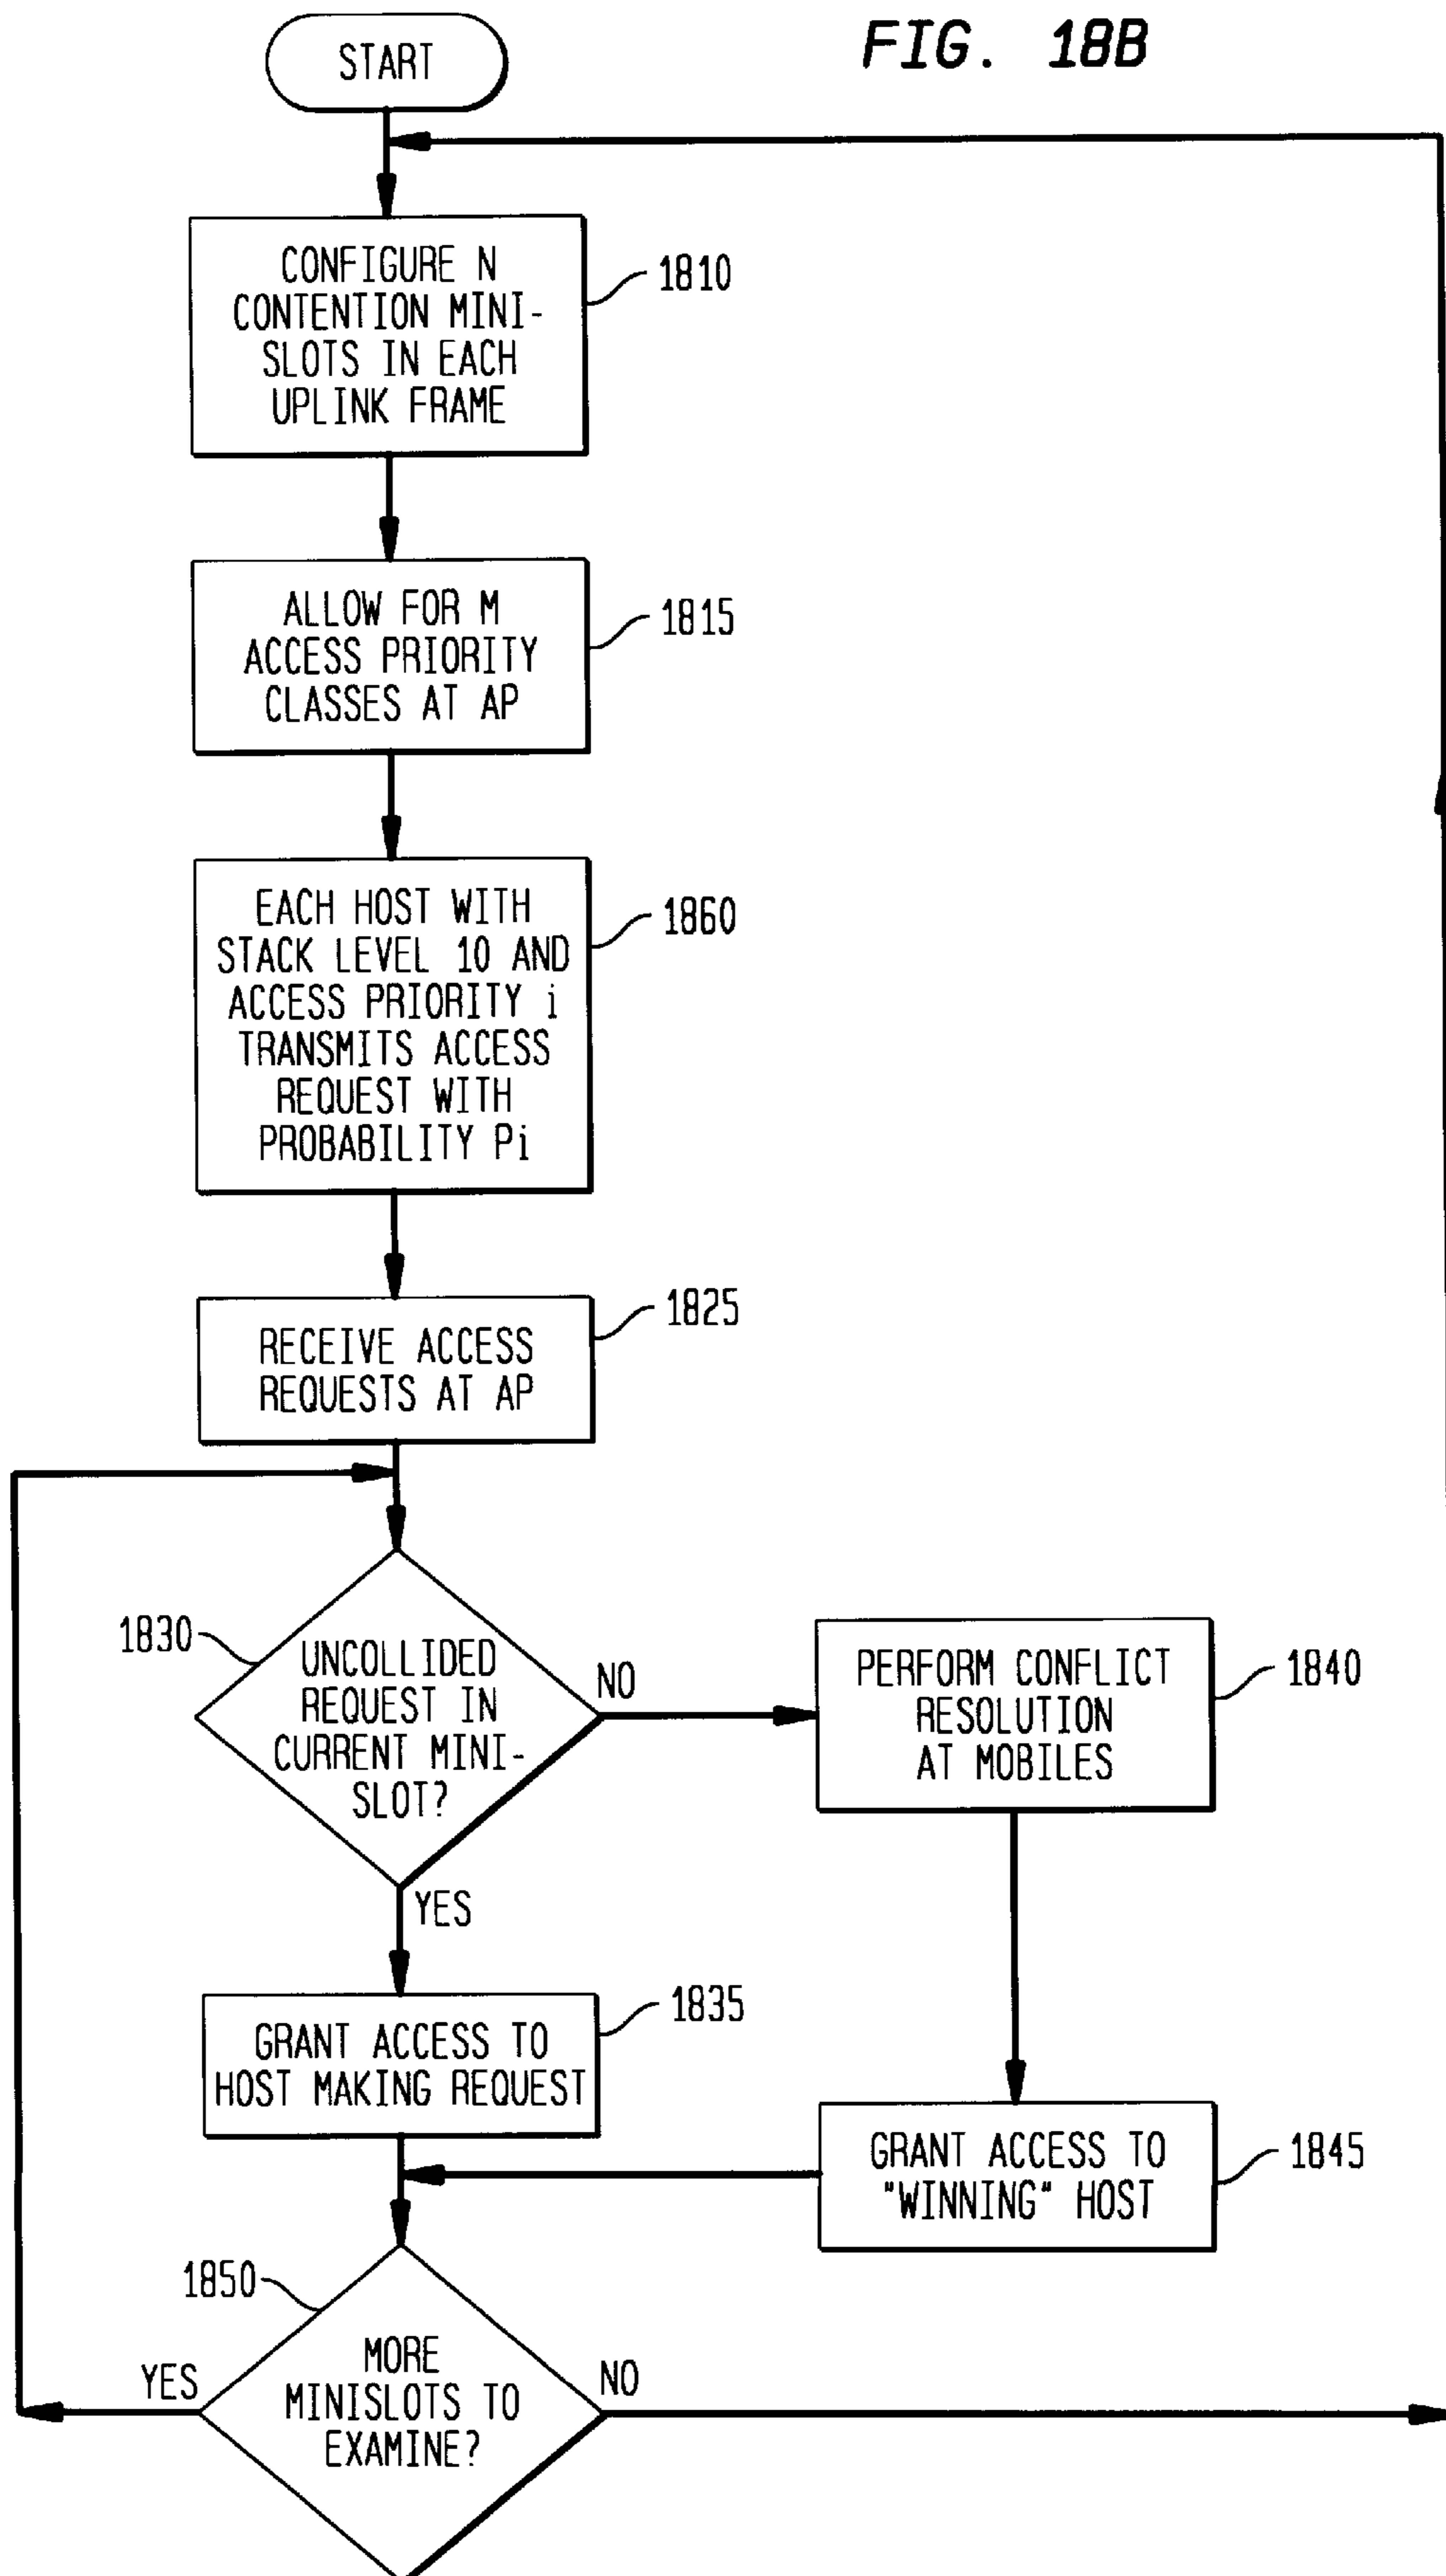 FIG. 18B
START
CONFIGURE N
CONTENTION MINI-
SLOTS IN EACH
UPLINK FRAME
1810
ALLOW FOR M
ACCESS PRIORITY
CLASSES AT AP
1815
EACH HOST WITH
STACK LEVEL 10 AND
ACCESS PRIORITY i
TRANSMITS ACCESS
REQUEST WITH
PROBABILITY Pi
1860
RECEIVE ACCESS
REQUESTS AT AP
1825
1830
UNCOLLIDED
REQUEST IN
CURRENT MINI-
SLOT?
NO
YES
PERFORM CONFLICT
RESOLUTION
AT MOBILES
1840
GRANT ACCESS TO
HOST MAKING REQUEST
1835
GRANT ACCESS TO
"WINNING" HOST
1845
1850
MORE
MINISLOTS TO
EXAMINE?
YES
NO